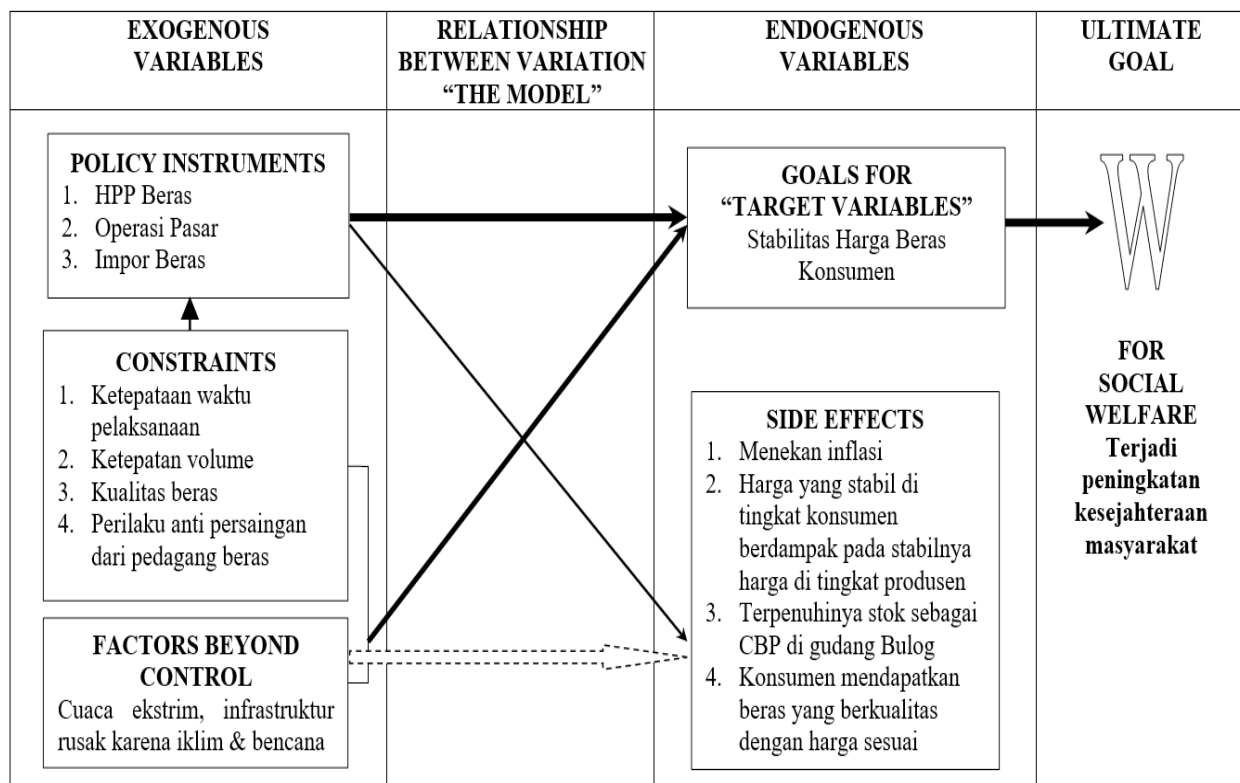 EXOGENOUS
VARIABLES
RELATIONSHIP
BETWEEN VARIATION
“THE MODEL”
ENDOGENOUS
VARIABLES
ULTIMATE
GOAL
POLICY INSTRUMENTS
1. HPP Beras
2. Operasi Pasar
3. Impor Beras
CONSTRAINTS
1. Ketepataan waktu
pelaksanaan
2. Ketepatan volume
3. Kualitas beras
4. Perilaku anti persaingan
dari pedagang beras
FACTORS BEYOND
CONTROL
Cuaca ekstrim, infrastruktur
rusak karena iklim & bencana
GOALS FOR
“TARGET VARIABLES”
Stabilitas Harga Beras
Konsumen
SIDE EFFECTS
1. Menekan inflasi
2. Harga yang stabil di
tingkat konsumen
berdampak pada stabilnya
harga di tingkat produsen
3. Terpenuhinya stok sebagai
CBP di gudang Bulog
4. Konsumen mendapatkan
beras yang berkualitas
dengan harga sesuai
W
FOR
SOCIAL
WELFARE
Terjadi
peningkatan
kesejahteraan
masyarakat